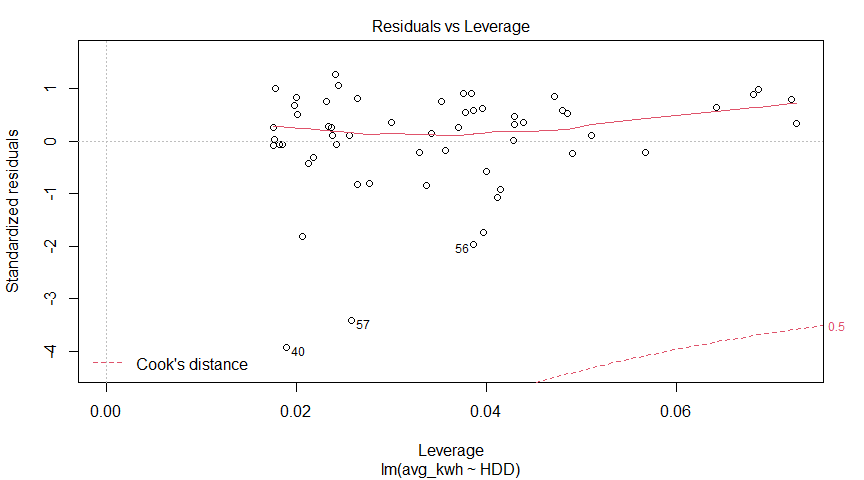 Residuals vs Leverage
Standardized residuals
1
0
-1
-2
-3
-4
56
57
40
0.5
Cook's distance
0.00
0.02
0.04
0.06
Leverage
lm(avg_kwh ~ HDD)